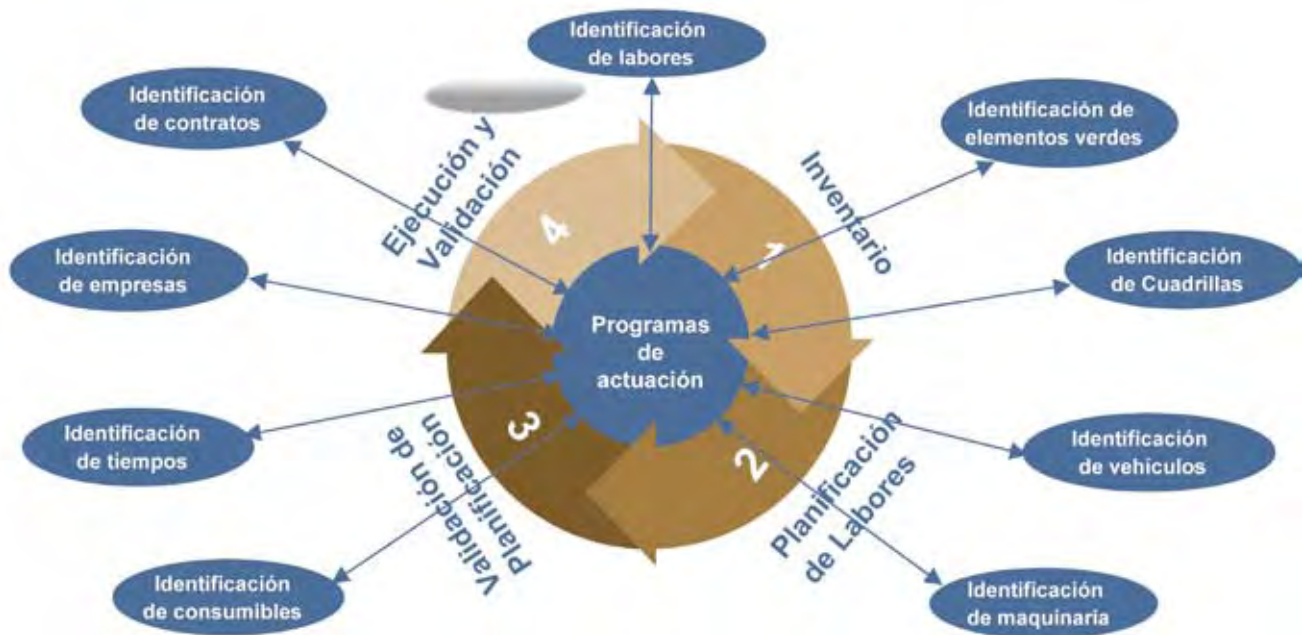 Identificación
de labores
Identificación
de contratos
Identificación de
elementos verdes
Ejecución y
Validación
Inventario
4
1
Identificación
de empresas
Identificación
de Cuadrillas
Programas
de
actuación
Identificación
de tiempos
Identificación
de vehículos
3
2
Validación de
Planificación
Planificación
de Labores
Identificación
de consumibles
Identificación
de maquinaria